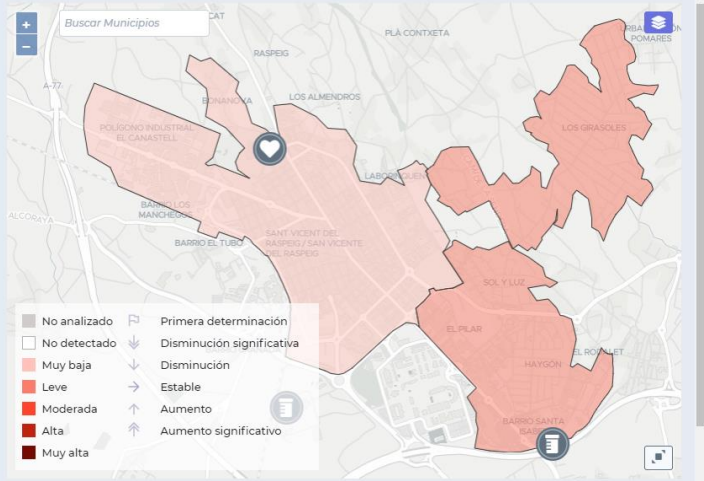 +
−
Buscar Municipios
CAT
PLÀ CONTXETA
POMARES
RASPEIG
A-77
LOS ALMENDROS
BONANOVA
POLÍGONO INDUSTRIAL
EL CANASTELL
LOS GIRASOLES
BARRIO LOS
MANCHEGOS
ALCORAYA
BARRIO EL TUBO
SANT VICENT DEL
RASPEIG / SAN VICENTE
DEL RASPEIG
SOL Y LUZ
EL PILAR
HAYGÓN
BARRIO SANTA
ISABEL
No analizado
Primera determinación
No detectado
Disminución significativa
Muy baja
Disminución
Leve
Estable
Moderada
Aumento
Alta
Aumento significativo
Muy alta